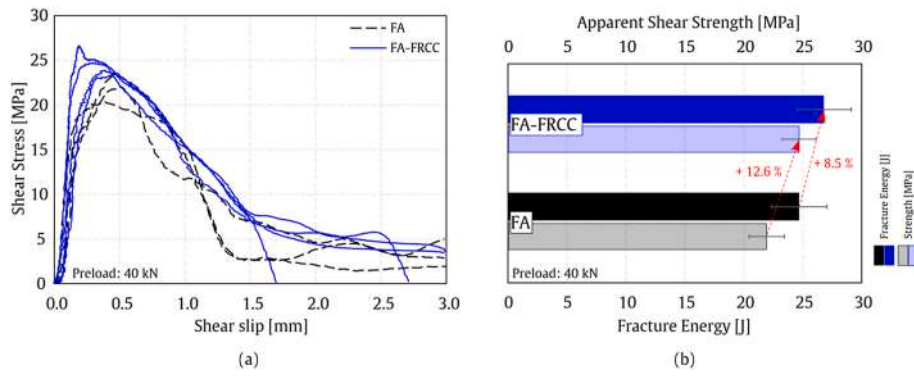 30
25
20
15
10
5
0
Shear Stress [MPa]
FA
FA-FRCC
Preload: 40 kN
0.0 0.5 1.0 1.5 2.0 2.5 3.0
Shear slip [mm]
(a)
Apparent Shear Strength [MPa]
0 5 10 15 20 25 30
FA-FRCC
+ 12.6 %
+ 8.5 %
FA
Preload: 40 kN
0 5 10 15 20 25 30
Fracture Energy [J]
(b)
Fracture Energy [J]
Strength [MPa]